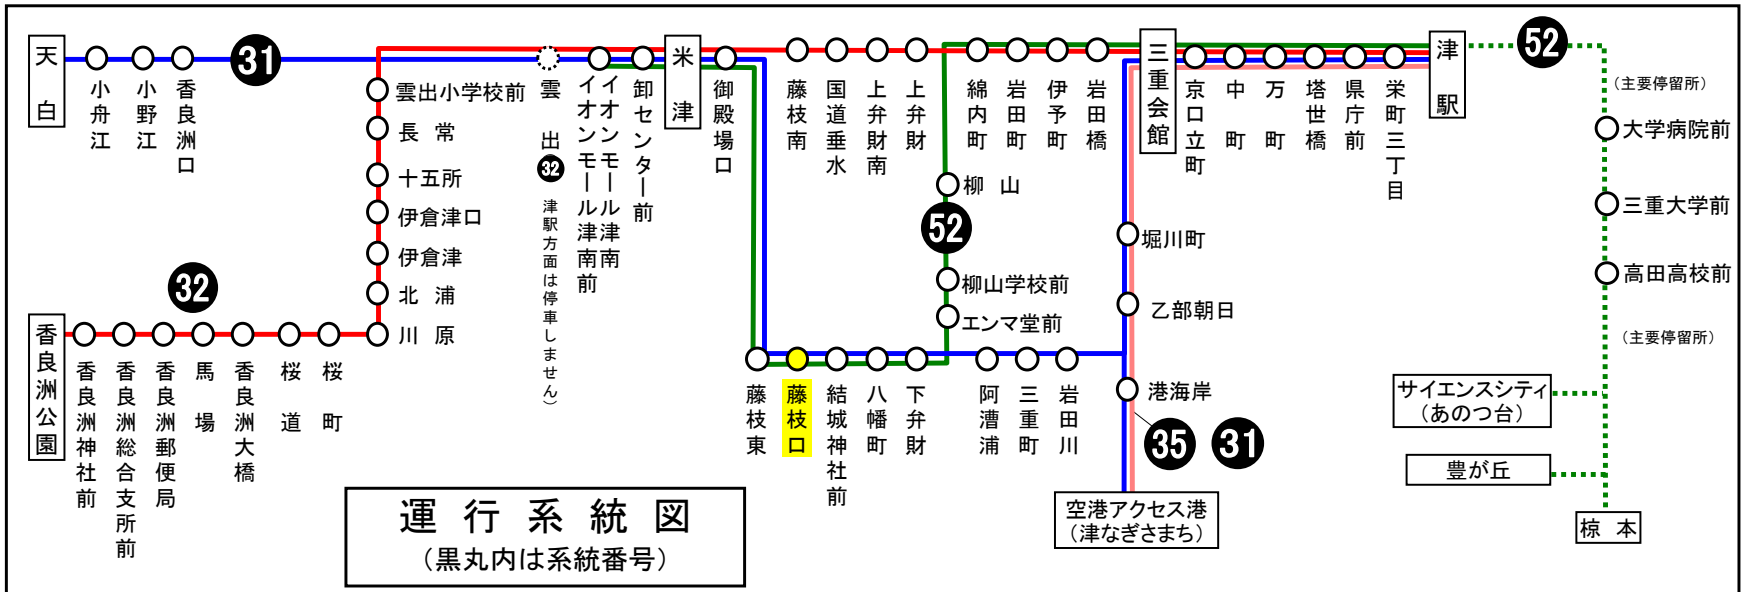 天白
小舟江
小野江
香良洲口
31
雲出小学校前
長常
十五所
伊倉津口
伊倉津
北浦
川原
32
香良洲公園
香良洲神社前
香良洲総合支所前
香良洲郵便局
馬場
香良洲大橋
桜道
桜町
雲出
32
津駅方面は停車しません)
イオンモール津南前
イオンモール津南
卸センター前
米津
御殿場口
藤枝南
国道垂水
上弁財南
上弁財
綿内町
岩田町
伊予町
岩田橋
三重会館
京口立町
中町
万町
塔世橋
県庁前
栄町三丁目
津駅
52
(主要停留所)
大学病院前
三重大学前
高田高校前
(主要停留所)
サイエンスシティ
(あのつ台)
豊が丘
椋本
柳山
52
柳山学校前
エンマ堂前
藤枝東
藤枝口
結城神社前
八幡町
下弁財
阿漕浦
三重町
岩田川
堀川町
乙部朝日
港海岸
35
31
空港アクセス港
(津なぎさまち)
運行系統図
(黒丸内は系統番号)